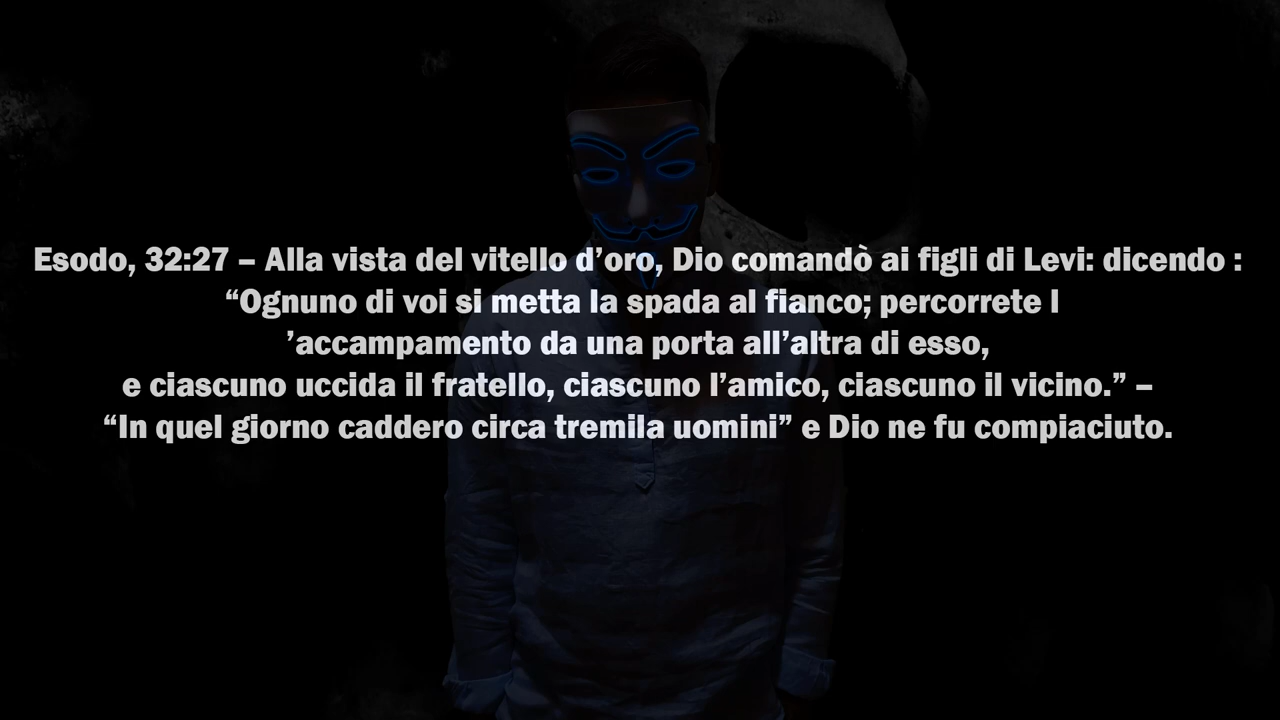 Esodo, 32:27 – Alla vista del vitello d’oro, Dio comandò ai figli di Levi: dicendo :
“Ognuno di voi si metta la spada al fianco; percorrete l
’accampamento da una porta all’altra di esso,
e ciascuno uccida il fratello, ciascuno l’amico, ciascuno il vicino.” –
“In quel giorno caddero circa tremila uomini” e Dio ne fu compiaciuto.